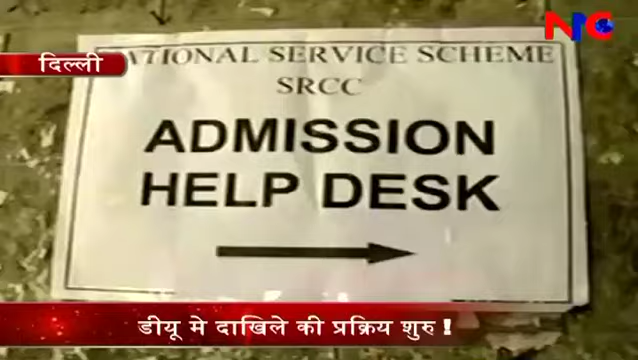 दिल्ली
ATIONAL SERVICE SCHEME
SRCC
ADMISSION
HELP DESK
डीयू मे दाखिले की प्रक्रिय शुरु !